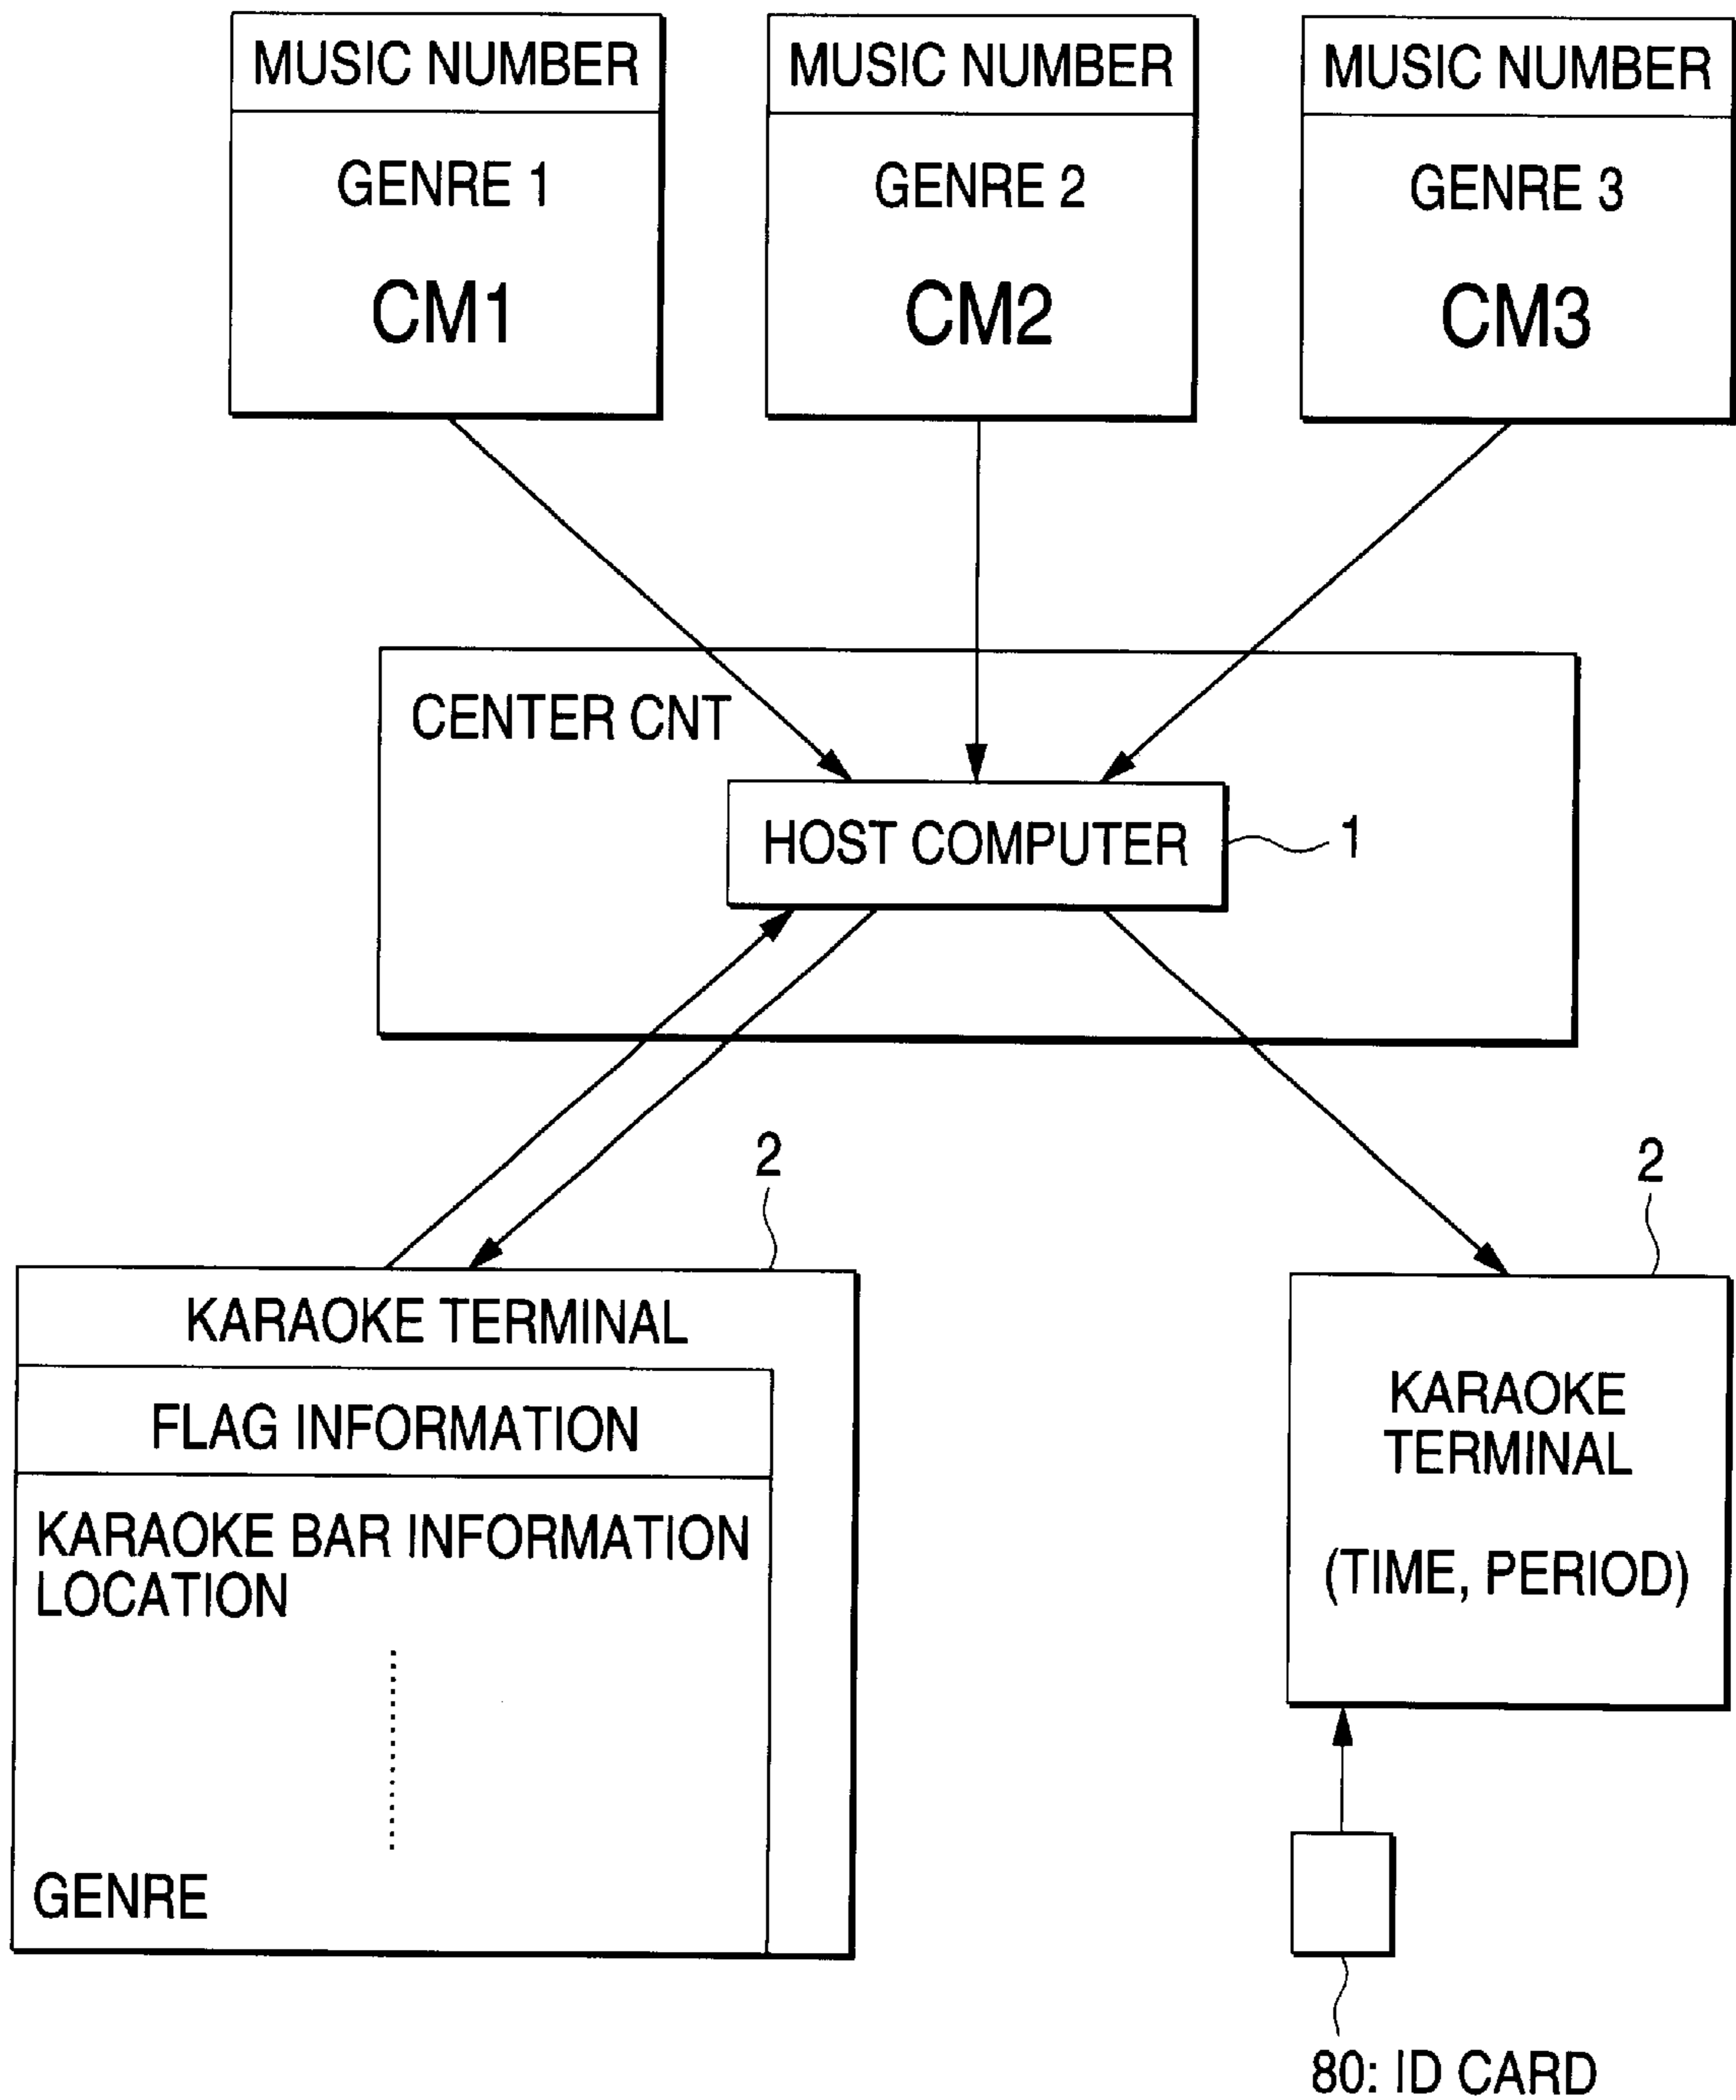 MUSIC NUMBER
GENRE 1
CM1
MUSIC NUMBER
GENRE 2
CM2
MUSIC NUMBER
GENRE 3
CM3
CENTER CNT
HOST COMPUTER
1
2
KARAOKE TERMINAL
FLAG INFORMATION
KARAOKE BAR INFORMATION
LOCATION
GENRE
2
KARAOKE
TERMINAL
(TIME, PERIOD)
80: ID CARD